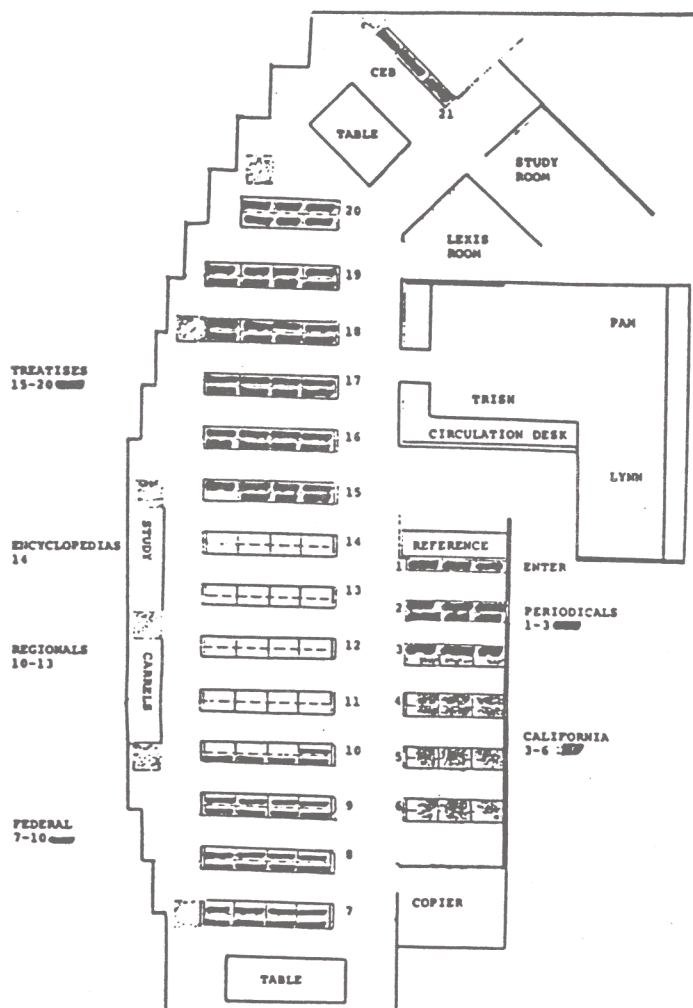 CEB
21
TABLE
STUDY
ROOM
20
LEXIS
ROOM
19
18
PAM
TREATISES
15-20
17
TRISH
16
CIRCULATION DESK
LYNN
15
STUDY
ENCYCLOPEDIAS
14
14
REFERENCE
1
ENTER
13
2
PERIODICALS
1-3
REGIONALS
10-13
12
3
CARRELS
11
4
CALIFORNIA
3-6
10
5
9
6
FEDERAL
7-10
8
7
COPIER
TABLE